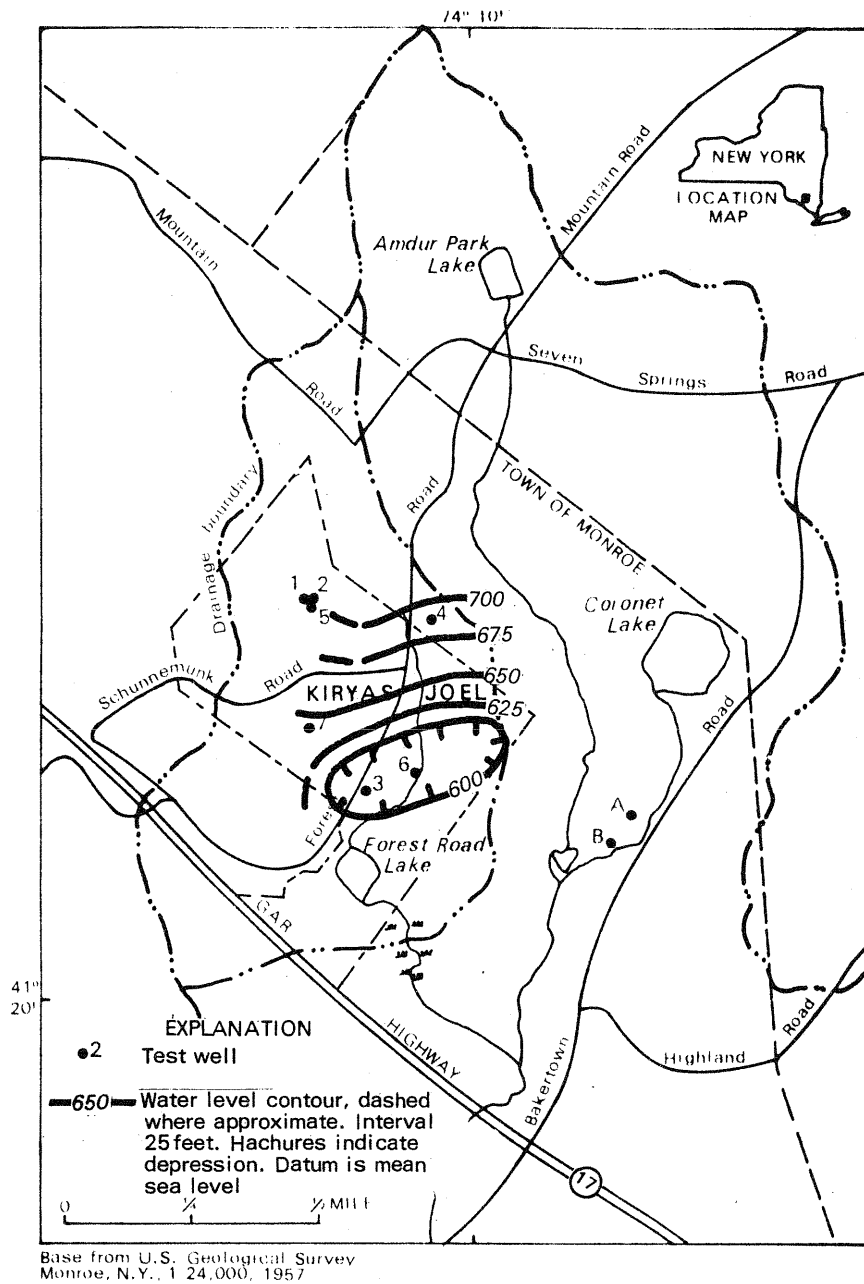 74° 10'
NEW YORK
LOCATION
MAP
Mountain Road
Mountain
Road
Amdur Park
Lake
Seven
Springs
Road
Road
TOWN OF MONROE
Drainage boundary
1 2
5
4
700
675
Coronet
Lake
Schunnemunk
Road
KIRYAS JOEL
650
625
7
6
3
600
A
B
Road
Forest
Forest Road
Lake
GAR
HIGHWAY
41°
20'
Bakertown
Highland
Road
17
EXPLANATION
2 Test well
650 Water level contour, dashed
where approximate. Interval
25 feet. Hachures indicate
depression. Datum is mean
sea level
0 ¼ ½ MILE
Base from U.S. Geological Survey
Monroe, N.Y., 1 24,000, 1957